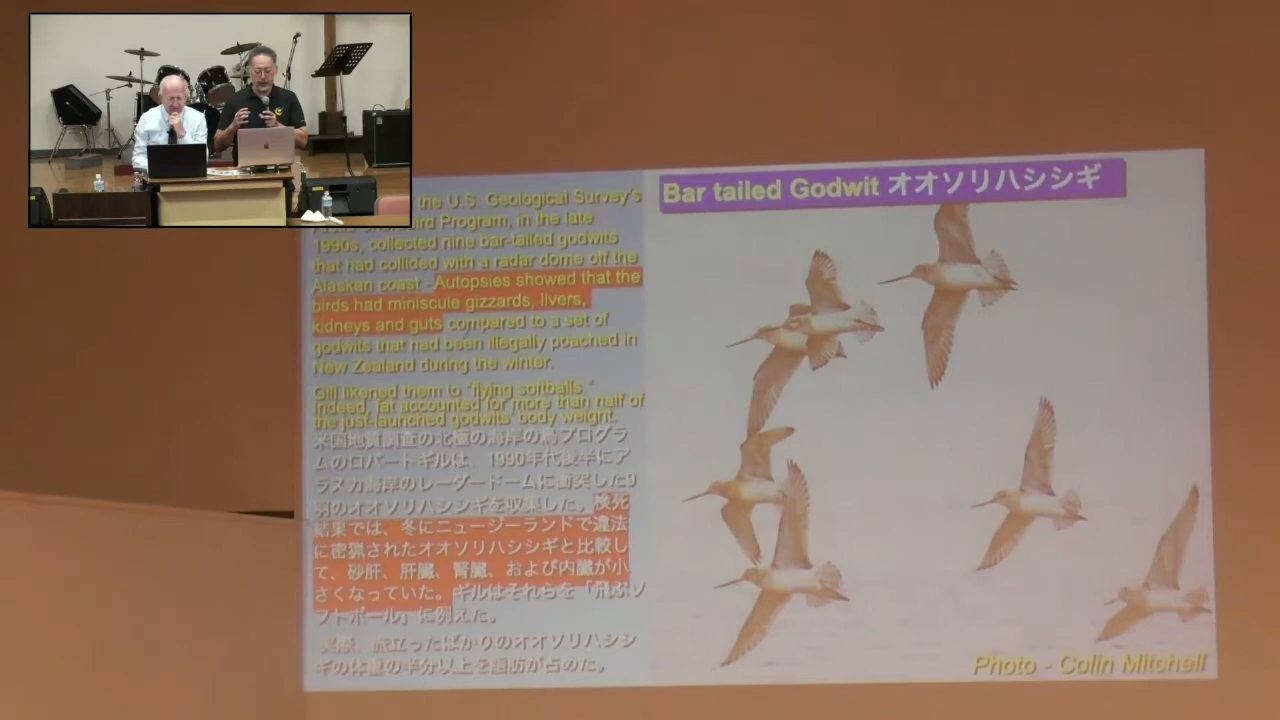 Bar tailed Godwit オオソリハシシギ
the U.S. Geological Survey's
Program, in the late
1990s, collected nine bar-tailed godwits
that had collided with a radar dome off the
Alaskan coast - Autopsies showed that the
birds had miniscule gizzards, livers,
kidneys and guts compared to a set of
godwits that had been illegally poached in
New Zealand during the winter.
Gill likened them to "flying softballs."
Indeed, fat accounted for more than half of
the just-launched godwits' body weight.
米国地質調査の北極の海岸の鳥プログラ
ムのロバートギルは、1990年代後半にア
ラスカ海岸のレーダードームに衝突した9
羽のオオソリハシシギを収集した。検死
結果では、冬にニュージーランドで違法
に密猟されたオオソリハシシギと比較し
て、砂肝、肝臓、腎臓、および内臓が小
さくなっていた。ギルはそれらを「飛ぶソ
フトボール」に例えた。
実際、旅立ったばかりのオオソリハシシ
ギの体重の半分以上を脂肪が占めた。
Photo - Colin Mitchell